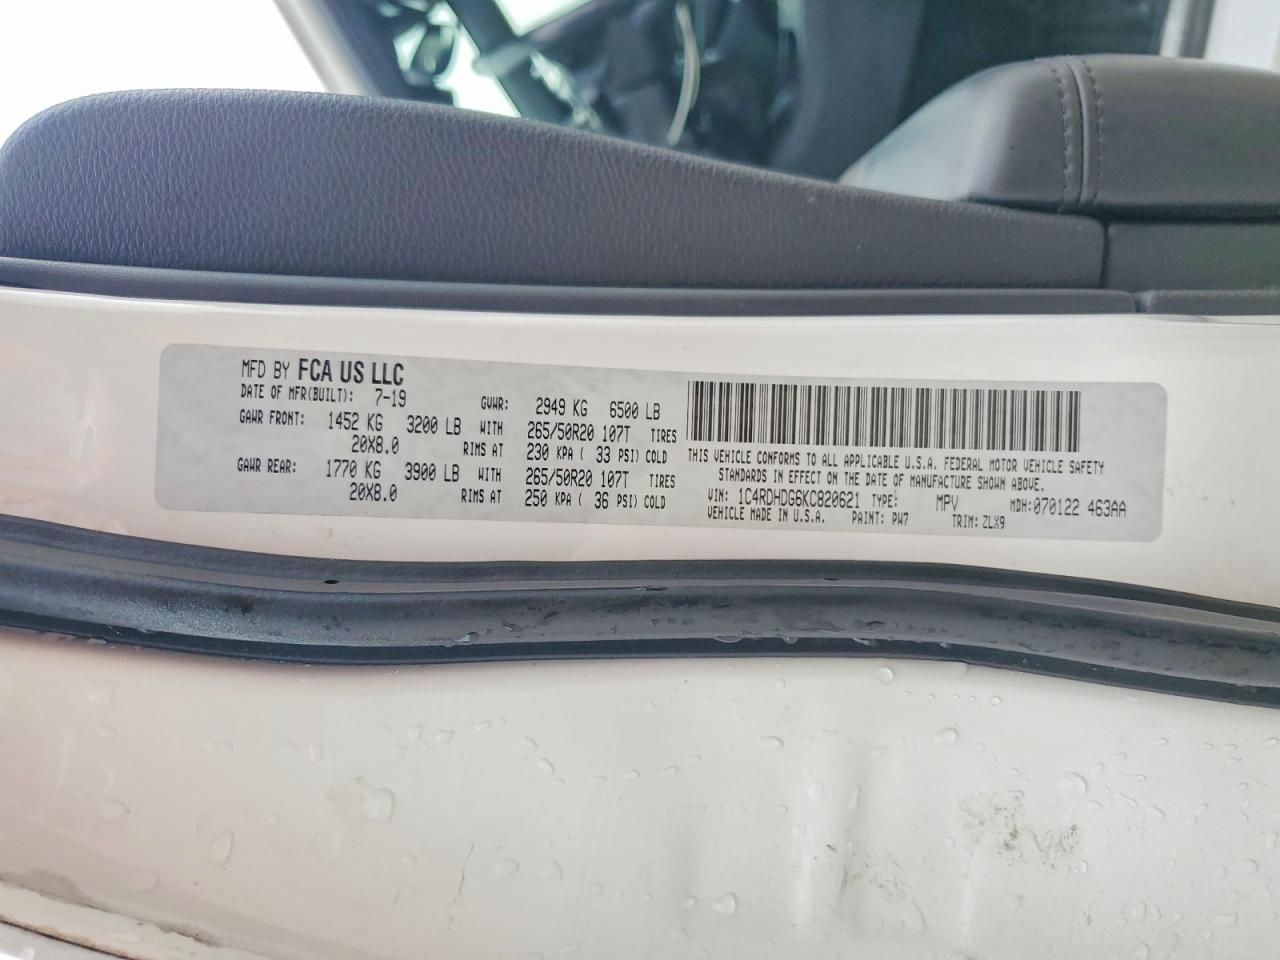 MFD BY FCA US LLC
DATE OF MFR(BUILT): 7-19 GVWR: 2949 KG 6500 LB
GAWR FRONT: 1452 KG 3200 LB WITH 265/50R20 107T TIRES
20X8.0 RIMS AT 230 KPA ( 33 PSI) COLD
GAWR REAR: 1770 KG 3900 LB WITH 265/50R20 107T TIRES
20X8.0 RIMS AT 250 KPA ( 36 PSI) COLD
THIS VEHICLE CONFORMS TO ALL APPLICABLE U.S.A. FEDERAL MOTOR VEHICLE SAFETY
STANDARDS IN EFFECT ON THE DATE OF MANUFACTURE SHOWN ABOVE.
VIN: 1C4RDHDG6KC820621 TYPE: MPV MDH:070122 463AA
VEHICLE MADE IN U.S.A. PAINT: PW7 TRIM: ZLX9